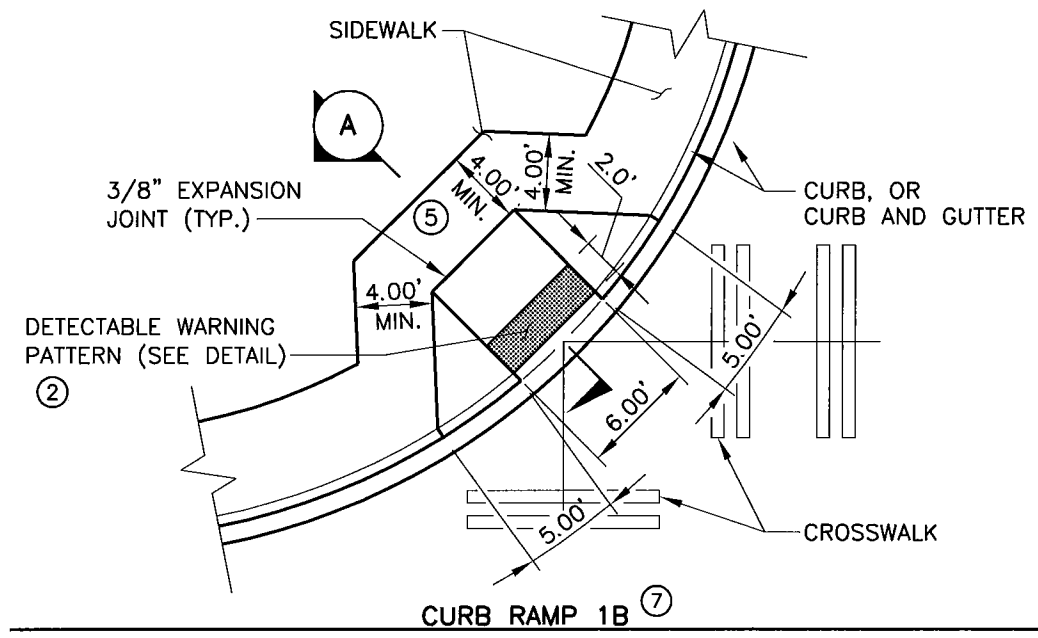 SIDEWALK
A
3/8" EXPANSION
JOINT (TYP.)
4.00'
MIN.
4.00'
MIN.
2.0'
5
CURB, OR
CURB AND GUTTER
4.00'
MIN.
DETECTABLE WARNING
PATTERN (SEE DETAIL)
2
5.00'
6.00'
5.00'
CROSSWALK
CURB RAMP 1B 7